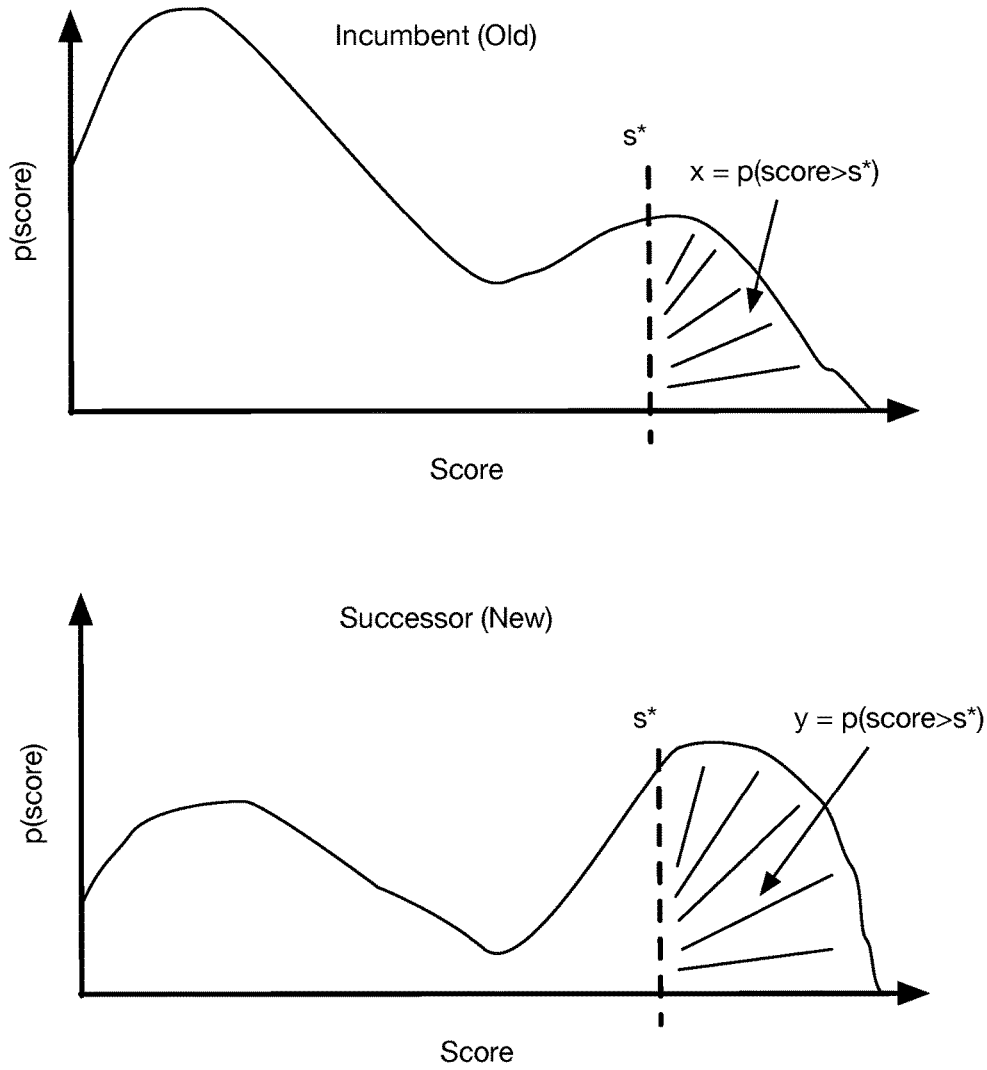 Incumbent (Old)
s*
x = p(score>s*)
p(score)
Score
Successor (New)
s*
y = p(score>s*)
p(score)
Score